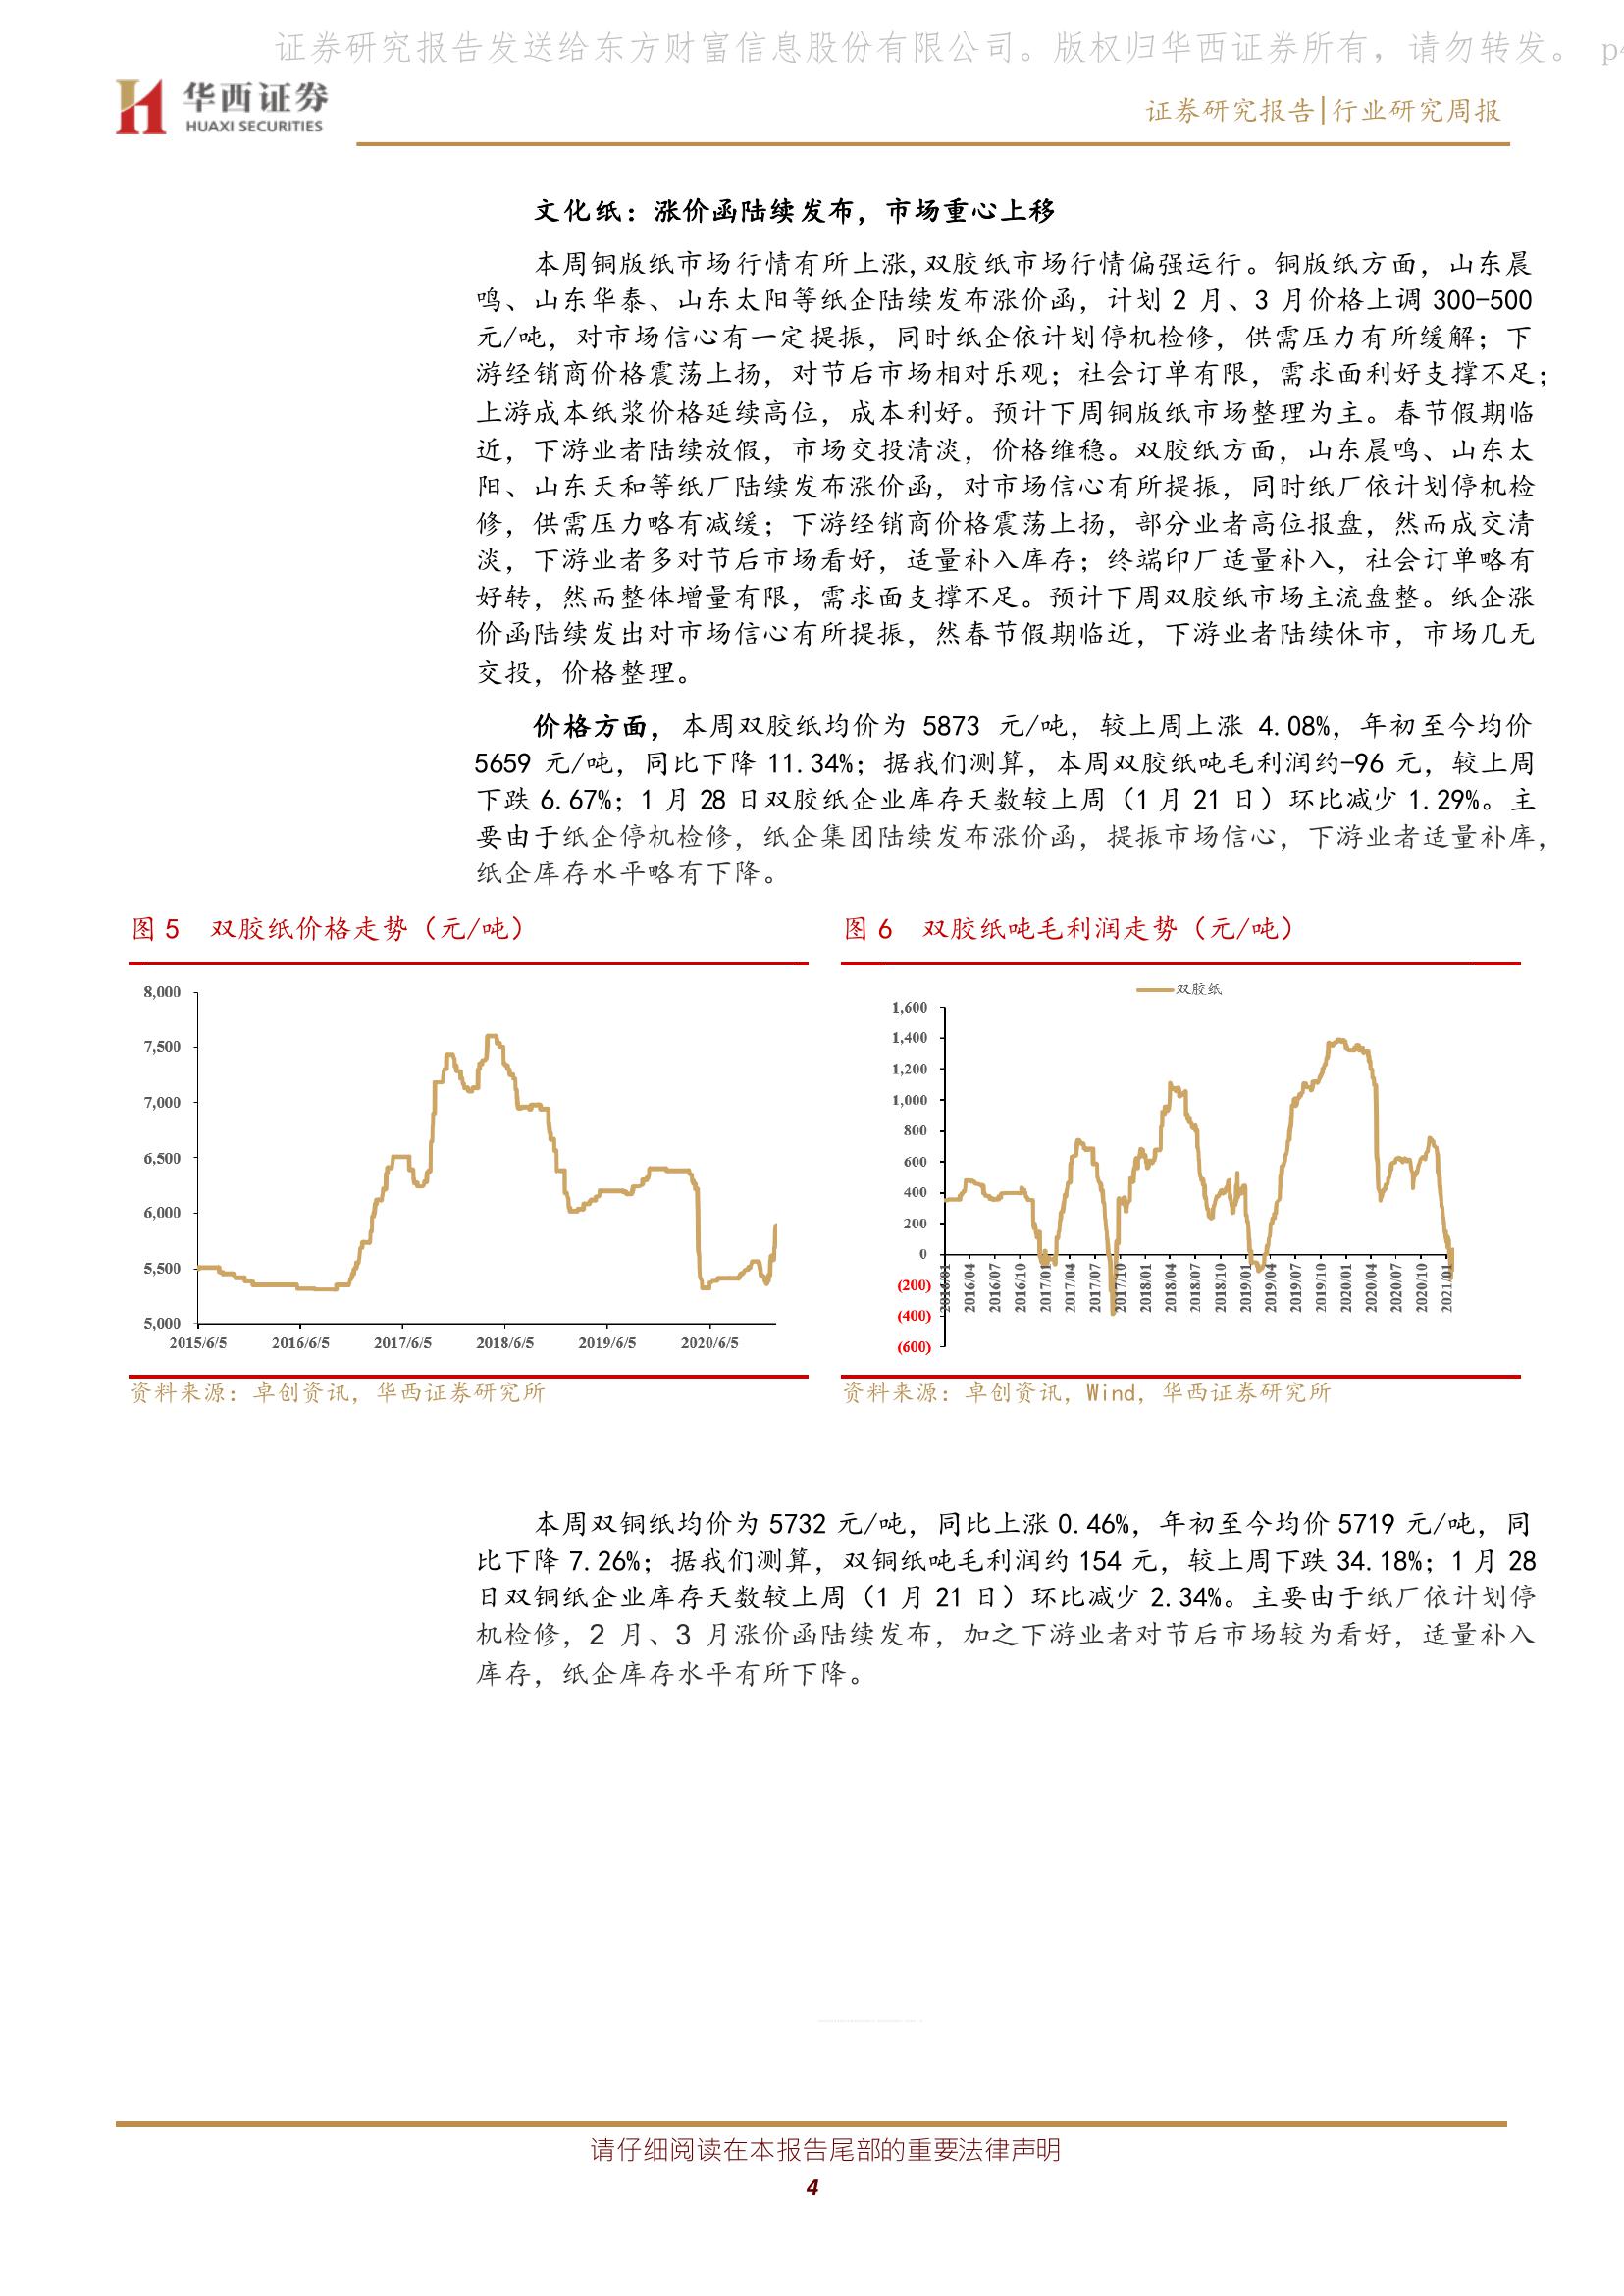 证券研究报告发送给东方财富信息股份有限公司。版权归华西证券所有，请勿转发。 p4
华西证券
HUAXI SECURITIES
证券研究报告|行业研究周报
文化纸：涨价函陆续发布，市场重心上移
本周铜版纸市场行情有所上涨,双胶纸市场行情偏强运行。铜版纸方面，山东晨
鸣、山东华泰、山东太阳等纸企陆续发布涨价函，计划 2 月、3 月价格上调 300-500
元/吨，对市场信心有一定提振，同时纸企依计划停机检修，供需压力有所缓解；下
游经销商价格震荡上扬，对节后市场相对乐观；社会订单有限，需求面利好支撑不足；
上游成本纸浆价格延续高位，成本利好。预计下周铜版纸市场整理为主。春节假期临
近，下游业者陆续放假，市场交投清淡，价格维稳。双胶纸方面，山东晨鸣、山东太
阳、山东天和等纸厂陆续发布涨价函，对市场信心有所提振，同时纸厂依计划停机检
修，供需压力略有减缓；下游经销商价格震荡上扬，部分业者高位报盘，然而成交清
淡，下游业者多对节后市场看好，适量补入库存；终端印厂适量补入，社会订单略有
好转，然而整体增量有限，需求面支撑不足。预计下周双胶纸市场主流盘整。纸企涨
价函陆续发出对市场信心有所提振，然春节假期临近，下游业者陆续休市，市场几无
交投，价格整理。
价格方面，本周双胶纸均价为 5873 元/吨，较上周上涨 4.08%，年初至今均价
5659 元/吨，同比下降 11.34%；据我们测算，本周双胶纸吨毛利润约-96 元，较上周
下跌 6.67%；1 月 28 日双胶纸企业库存天数较上周（1 月 21 日）环比减少 1.29%。主
要由于纸企停机检修，纸企集团陆续发布涨价函，提振市场信心，下游业者适量补库，
纸企库存水平略有下降。
图 5 双胶纸价格走势（元/吨）
8,000
7,500
7,000
6,500
6,000
5,500
5,000
2015/6/5 2016/6/5 2017/6/5 2018/6/5 2019/6/5 2020/6/5
资料来源：卓创资讯，华西证券研究所
图 6 双胶纸吨毛利润走势（元/吨）
双胶纸
1,600
1,400
1,200
1,000
800
600
400
200
0
(200)
(400)
(600)
2016/01 2016/04 2016/07 2016/10 2017/01 2017/04 2017/07 2017/10 2018/01 2018/04 2018/07 2018/10 2019/01 2019/04 2019/07 2019/10 2020/01 2020/04 2020/07 2020/10 2021/01
资料来源：卓创资讯，Wind，华西证券研究所
本周双铜纸均价为 5732 元/吨，同比上涨 0.46%，年初至今均价 5719 元/吨，同
比下降 7.26%；据我们测算，双铜纸吨毛利润约 154 元，较上周下跌 34.18%；1 月 28
日双铜纸企业库存天数较上周（1 月 21 日）环比减少 2.34%。主要由于纸厂依计划停
机检修，2 月、3 月涨价函陆续发布，加之下游业者对节后市场较为看好，适量补入
库存，纸企库存水平有所下降。
请仔细阅读在本报告尾部的重要法律声明
4